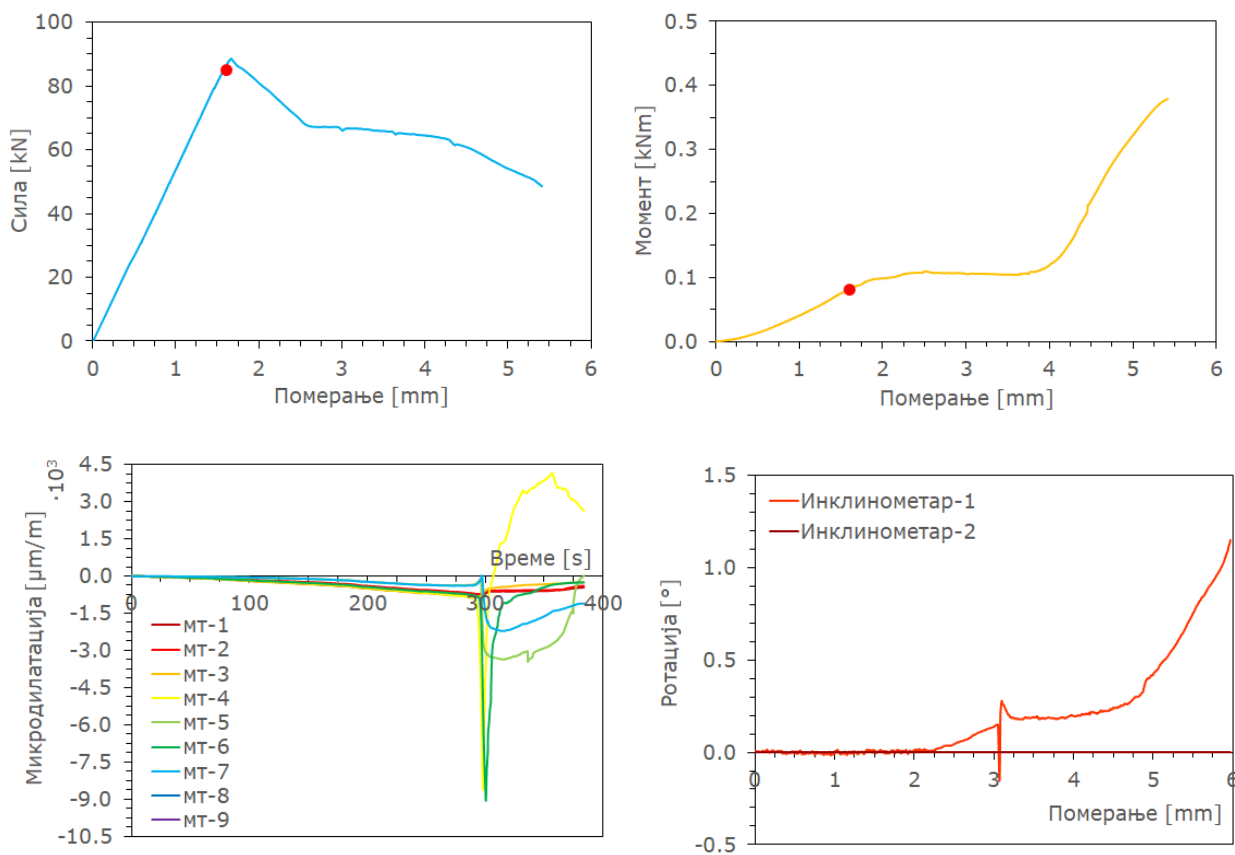 100
80
60
40
20
0
Сила [kN]
0 1 2 3 4 5 6
Померање [mm]
0.5
0.4
0.3
0.2
0.1
0.0
Момент [kNm]
0 1 2 3 4 5 6
Померање [mm]
4.5
3.0
1.5
0.0
-1.5
-3.0
-4.5
-6.0
-7.5
-9.0
-10.5
Микродилатација [μm/m] ·10³
Време [s]
0 100 200 300 400
мт-1
мт-2
мт-3
мт-4
мт-5
мт-6
мт-7
мт-8
мт-9
1.5
1.0
0.5
0.0
-0.5
Ротација [°]
Инклинометар-1
Инклинометар-2
0 1 2 3 4 5 6
Померање [mm]